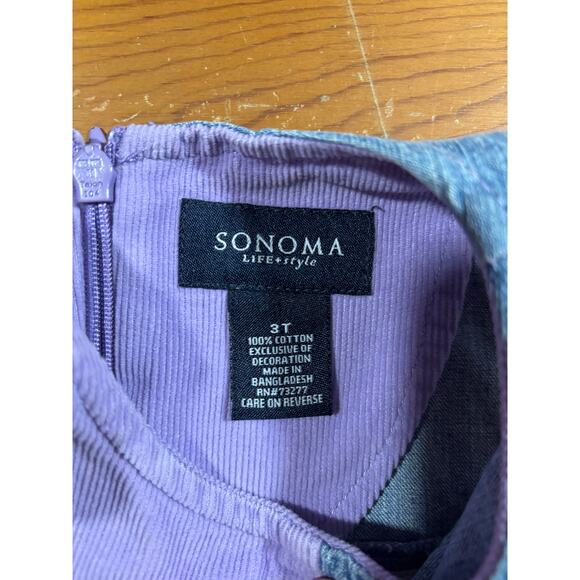 SONOMA
LIFE+style
3T
100% COTTON
EXCLUSIVE OF
DECORATION
MADE IN
BANGLADESH
RN#73277
CARE ON REVERSE